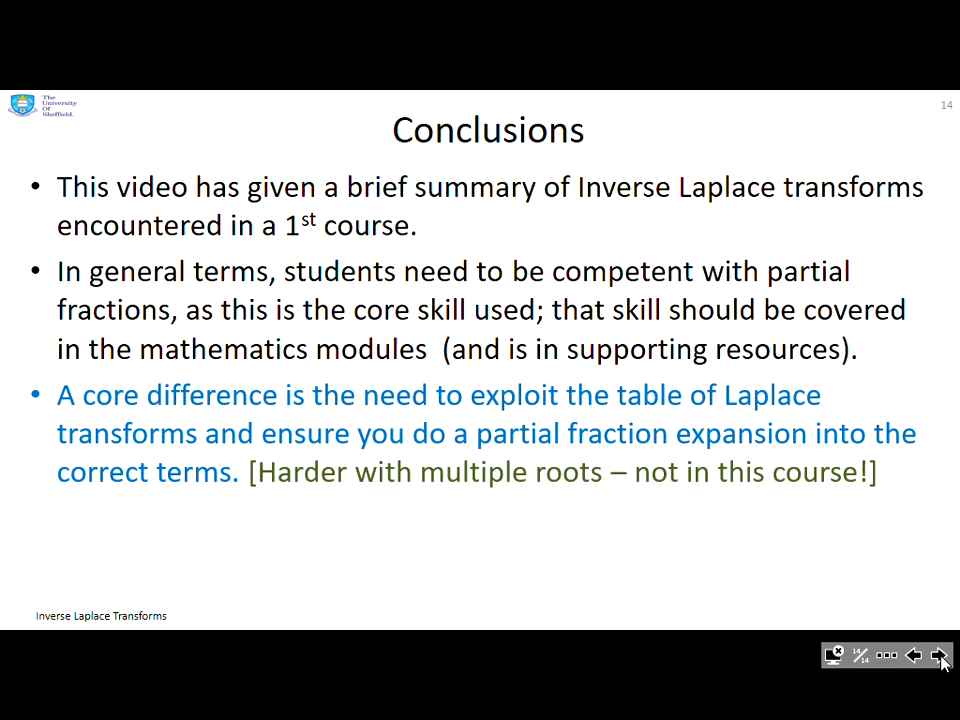 The
University
Of
Sheffield.
14
Conclusions
• This video has given a brief summary of Inverse Laplace transforms
encountered in a 1st course.
• In general terms, students need to be competent with partial
fractions, as this is the core skill used; that skill should be covered
in the mathematics modules  (and is in supporting resources).
• A core difference is the need to exploit the table of Laplace
transforms and ensure you do a partial fraction expansion into the
correct terms. [Harder with multiple roots – not in this course!]
Inverse Laplace Transforms
14/14